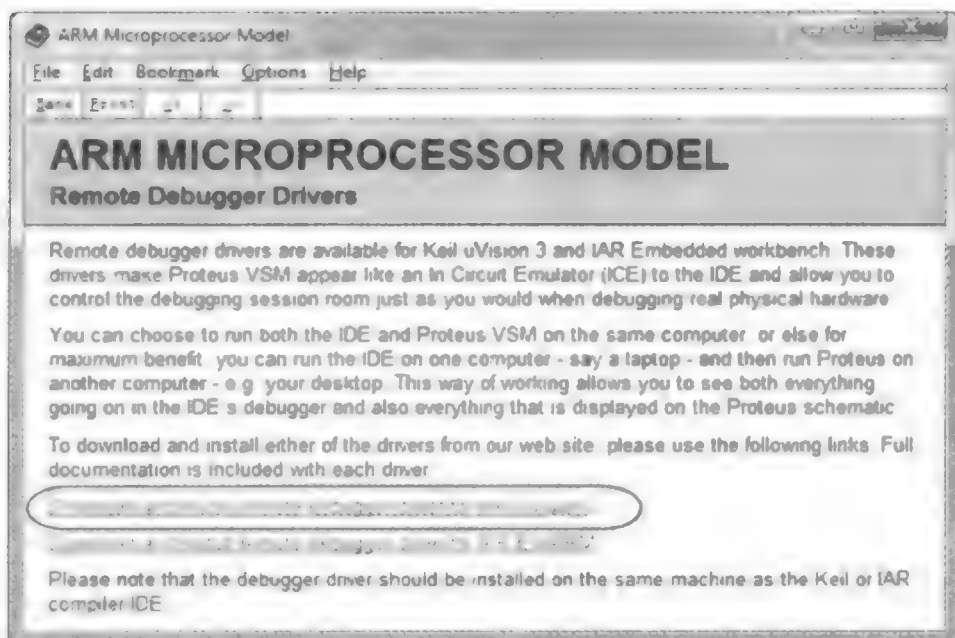 ARM Microprocessor Model
File Edit Bookmark Options Help
Back Print
ARM MICROPROCESSOR MODEL
Remote Debugger Drivers
Remote debugger drivers are available for Keil uVision 3 and IAR Embedded workbench These
drivers make Proteus VSM appear like an In Circuit Emulator (ICE) to the IDE and allow you to
control the debugging session room just as you would when debugging real physical hardware
You can choose to run both the IDE and Proteus VSM on the same computer or else for
maximum benefit you can run the IDE on one computer - say a laptop - and then run Proteus on
another computer - e g your desktop This way of working allows you to see both everything
going on in the IDE s debugger and also everything that is displayed on the Proteus schematic
To download and install either of the drivers from our web site please use the following links Full
documentation is included with each driver
Please note that the debugger driver should be installed on the same machine as the Keil or IAR
compiler IDE